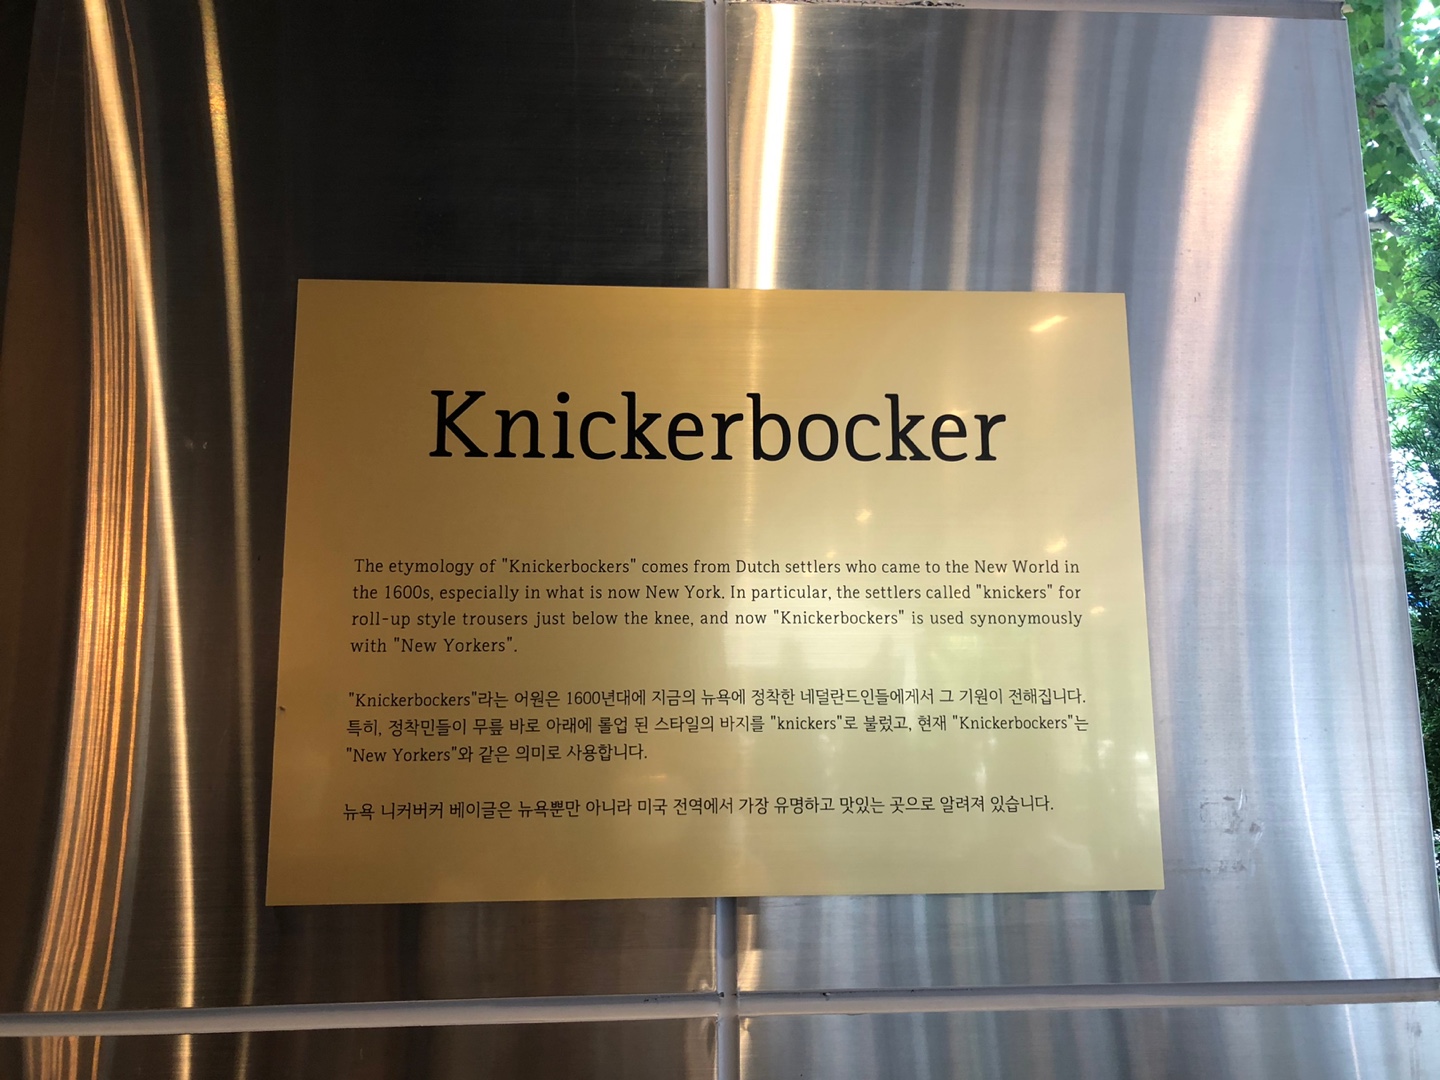 Knickerbocker
The etymology of "Knickerbockers" comes from Dutch settlers who came to the New World in
the 1600s, especially in what is now New York. In particular, the settlers called "knickers" for
roll-up style trousers just below the knee, and now "Knickerbockers" is used synonymously
with "New Yorkers".
"Knickerbockers"라는 어원은 1600년대에 지금의 뉴욕에 정착한 네덜란드인들에게서 그 기원이 전해집니다.
특히, 정착민들이 무릎 바로 아래에 롤업 된 스타일의 바지를 "knickers"로 불렀고, 현재 "Knickerbockers"는
"New Yorkers"와 같은 의미로 사용합니다.
뉴욕 니커버커 베이글은 뉴욕뿐만 아니라 미국 전역에서 가장 유명하고 맛있는 곳으로 알려져 있습니다.